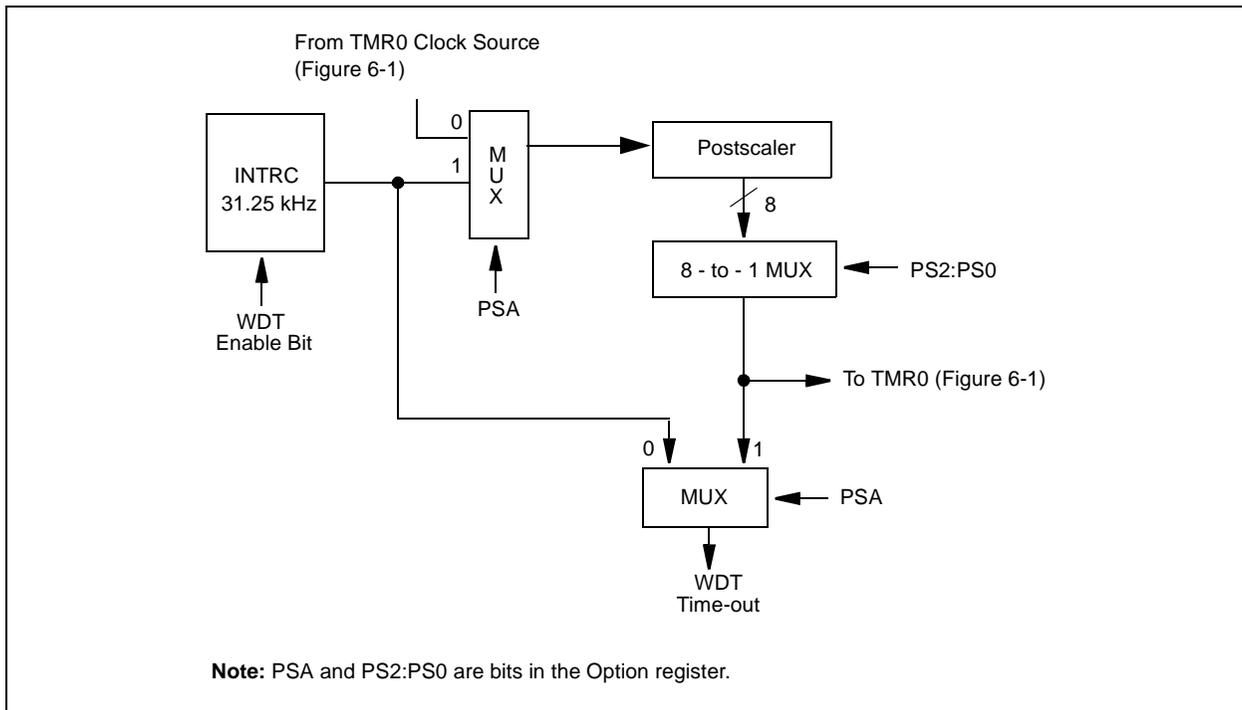 From TMR0 Clock Source
(Figure 6-1)
0
1
M
U
X
INTRC
31.25 kHz
Postscaler
8
8 - to - 1 MUX
PS2:PS0
PSA
WDT
Enable Bit
To TMR0 (Figure 6-1)
0
1
MUX
PSA
WDT
Time-out
Note: PSA and PS2:PS0 are bits in the Option register.